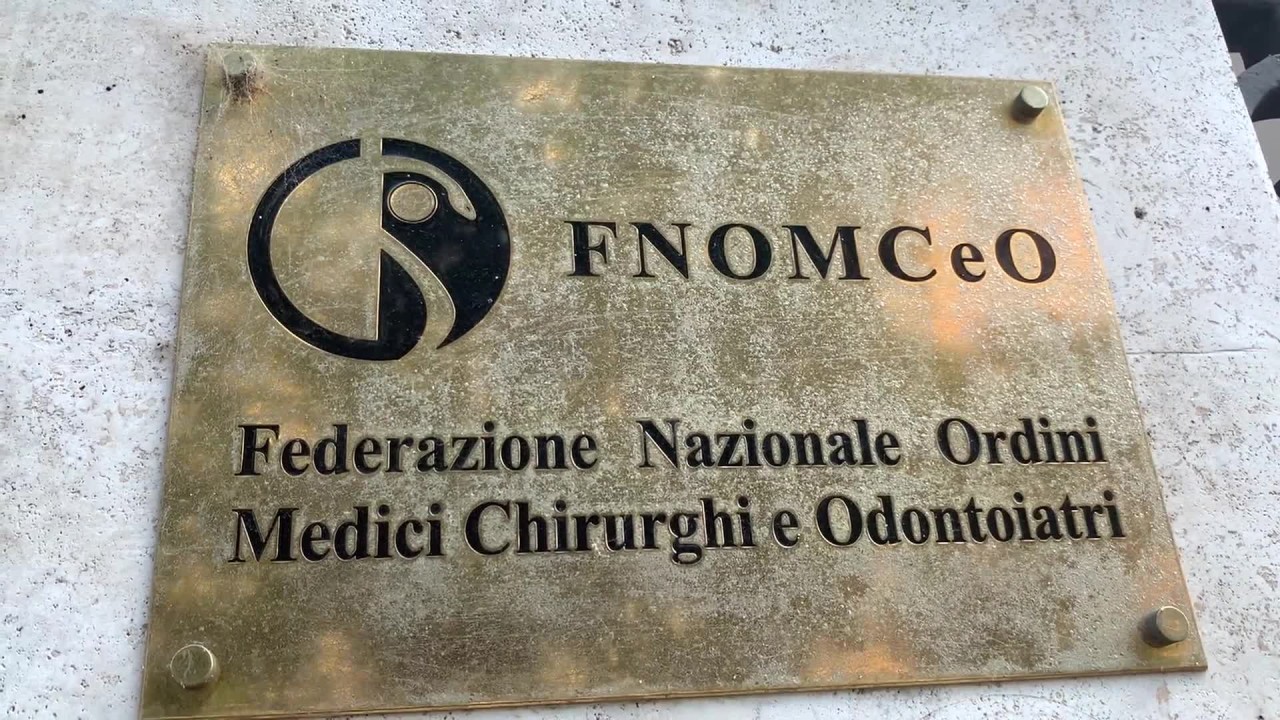 FNOMCeO
Federazione Nazionale Ordini
Medici Chirurghi e Odontoiatri